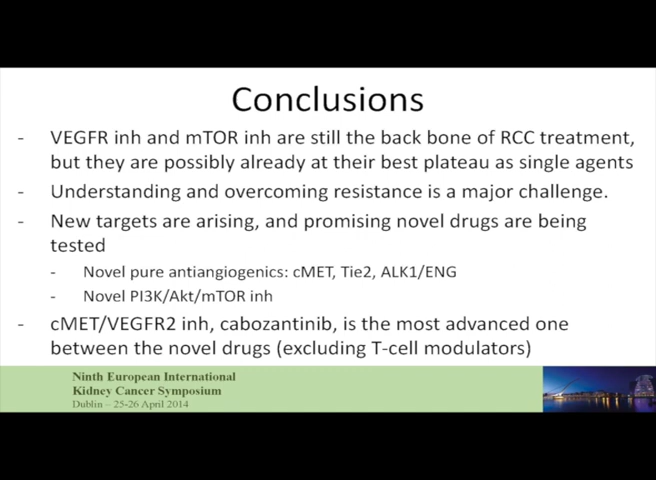 Conclusions
- VEGFR inh and mTOR inh are still the back bone of RCC treatment,
but they are possibly already at their best plateau as single agents
- Understanding and overcoming resistance is a major challenge.
- New targets are arising, and promising novel drugs are being
tested
- Novel pure antiangiogenics: cMET, Tie2, ALK1/ENG
- Novel PI3K/Akt/mTOR inh
- cMET/VEGFR2 inh, cabozantinib, is the most advanced one
between the novel drugs (excluding T-cell modulators)
Ninth European International
Kidney Cancer Symposium
Dublin – 25-26 April 2014